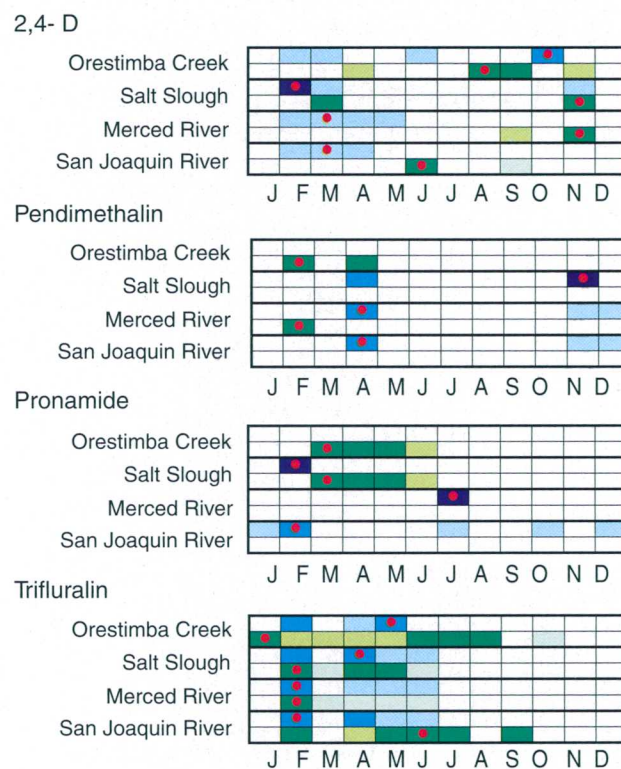 2,4- D
Orestimba Creek
Salt Slough
Merced River
San Joaquin River
J F M A M J J A S O N D
Pendimethalin
Orestimba Creek
Salt Slough
Merced River
San Joaquin River
J F M A M J J A S O N D
Pronamide
Orestimba Creek
Salt Slough
Merced River
San Joaquin River
J F M A M J J A S O N D
Trifluralin
Orestimba Creek
Salt Slough
Merced River
San Joaquin River
J F M A M J J A S O N D